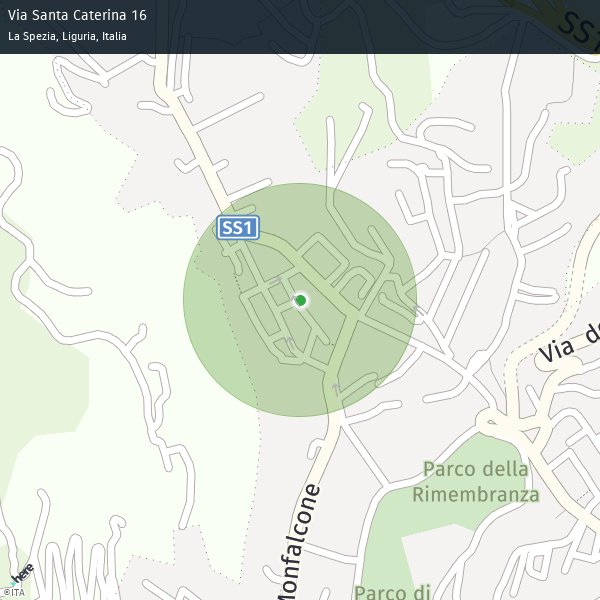 Via Santa Caterina 16
La Spezia, Liguria, Italia
SS1
SS1
Via de
Parco della
Rimembranza
Monfalcone
Parco di
here
©ITA